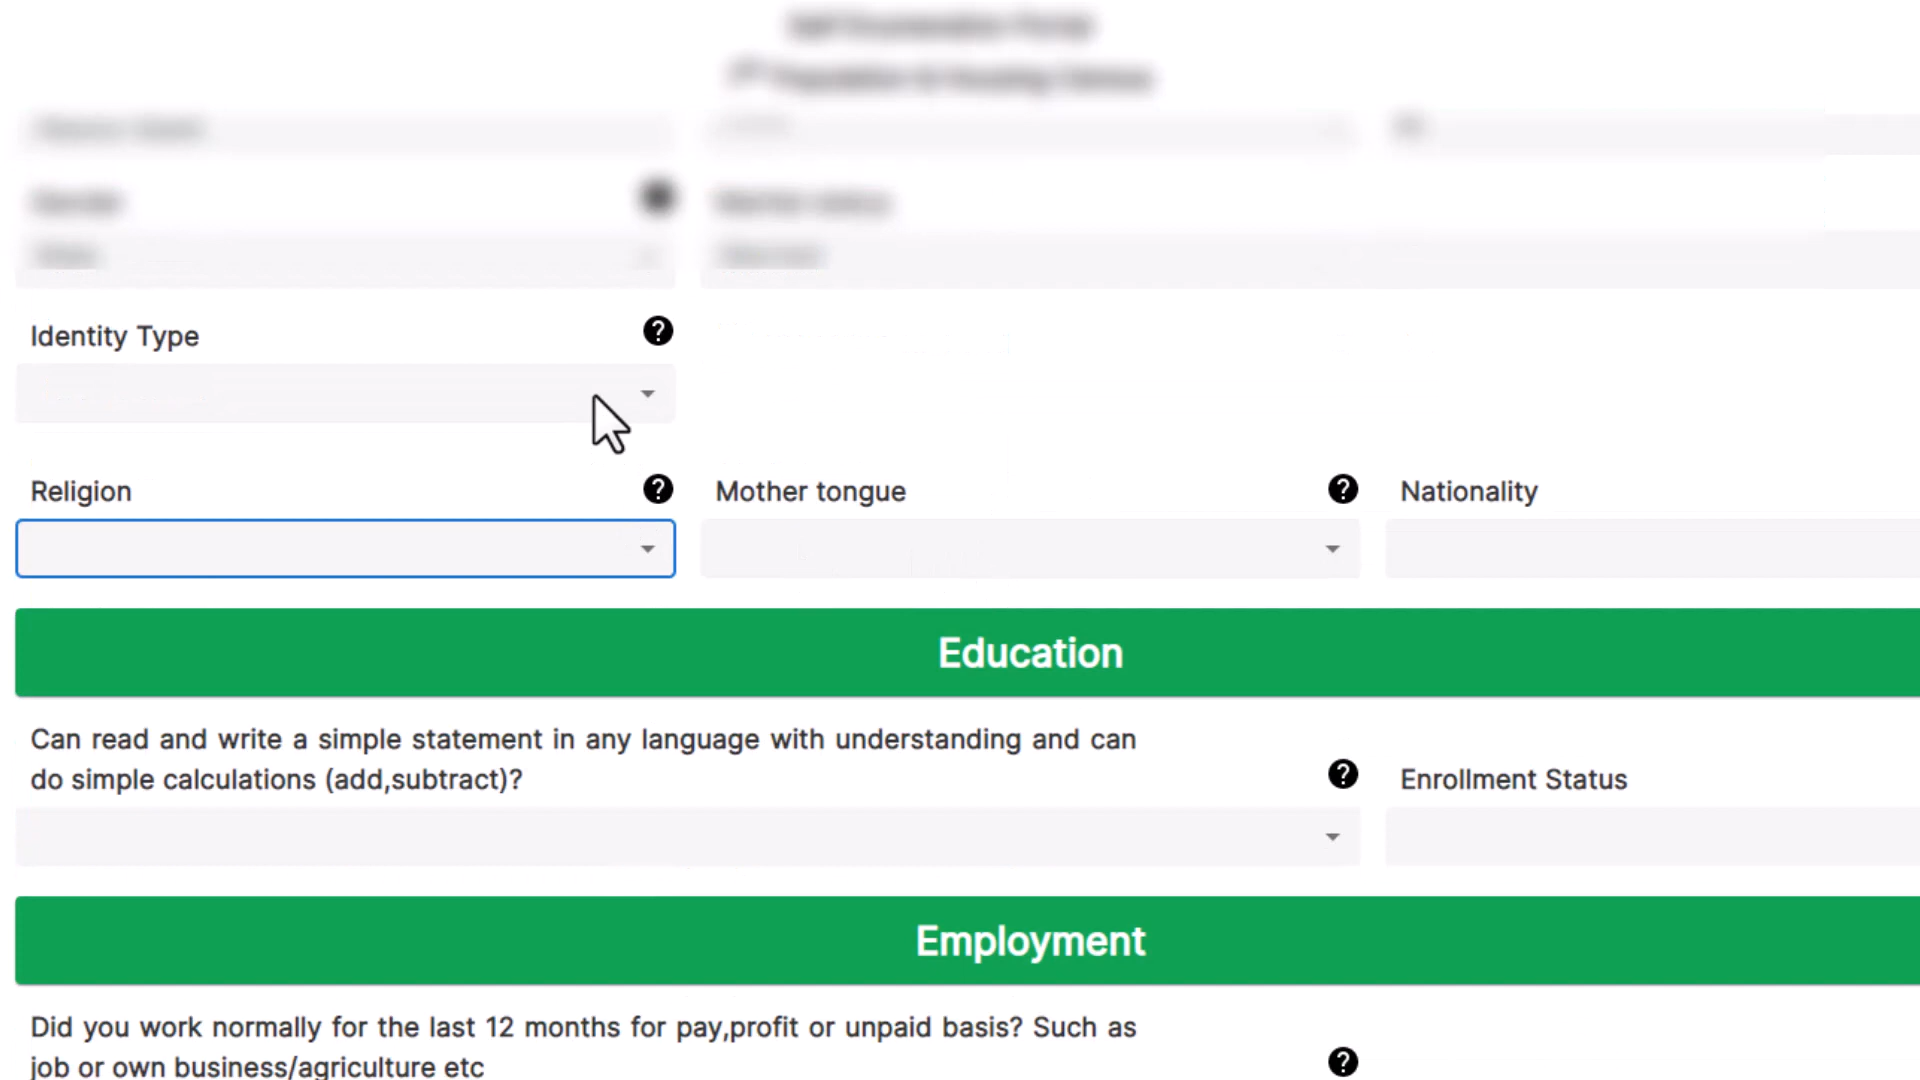 Identity Type
Religion
Mother tongue
Nationality
Education
Can read and write a simple statement in any language with understanding and can
do simple calculations (add,subtract)?
Enrollment Status
Employment
Did you work normally for the last 12 months for pay,profit or unpaid basis? Such as
job or own business/agriculture etc